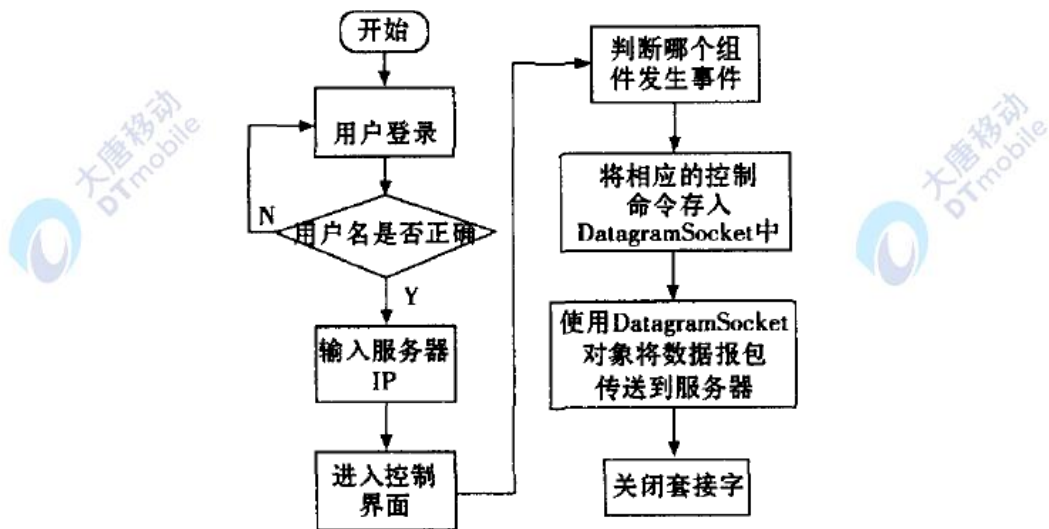 开始
用户登录
N
用户名是否正确
Y
输入服务器
IP
进入控制
界面
判断哪个组
件发生事件
将相应的控制
命令存入
DatagramSocket中
使用DatagramSocket
对象将数据报包
传送到服务器
关闭套接字
大唐移动
DTmobile
大唐移动
DTmobile